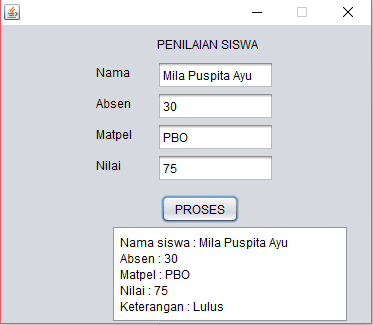 PENILAIAN SISWA
Nama Mila Puspita Ayu
Absen 30
Matpel PBO
Nilai 75
PROSES
Nama siswa : Mila Puspita Ayu
Absen : 30
Matpel : PBO
Nilai : 75
Keterangan : Lulus